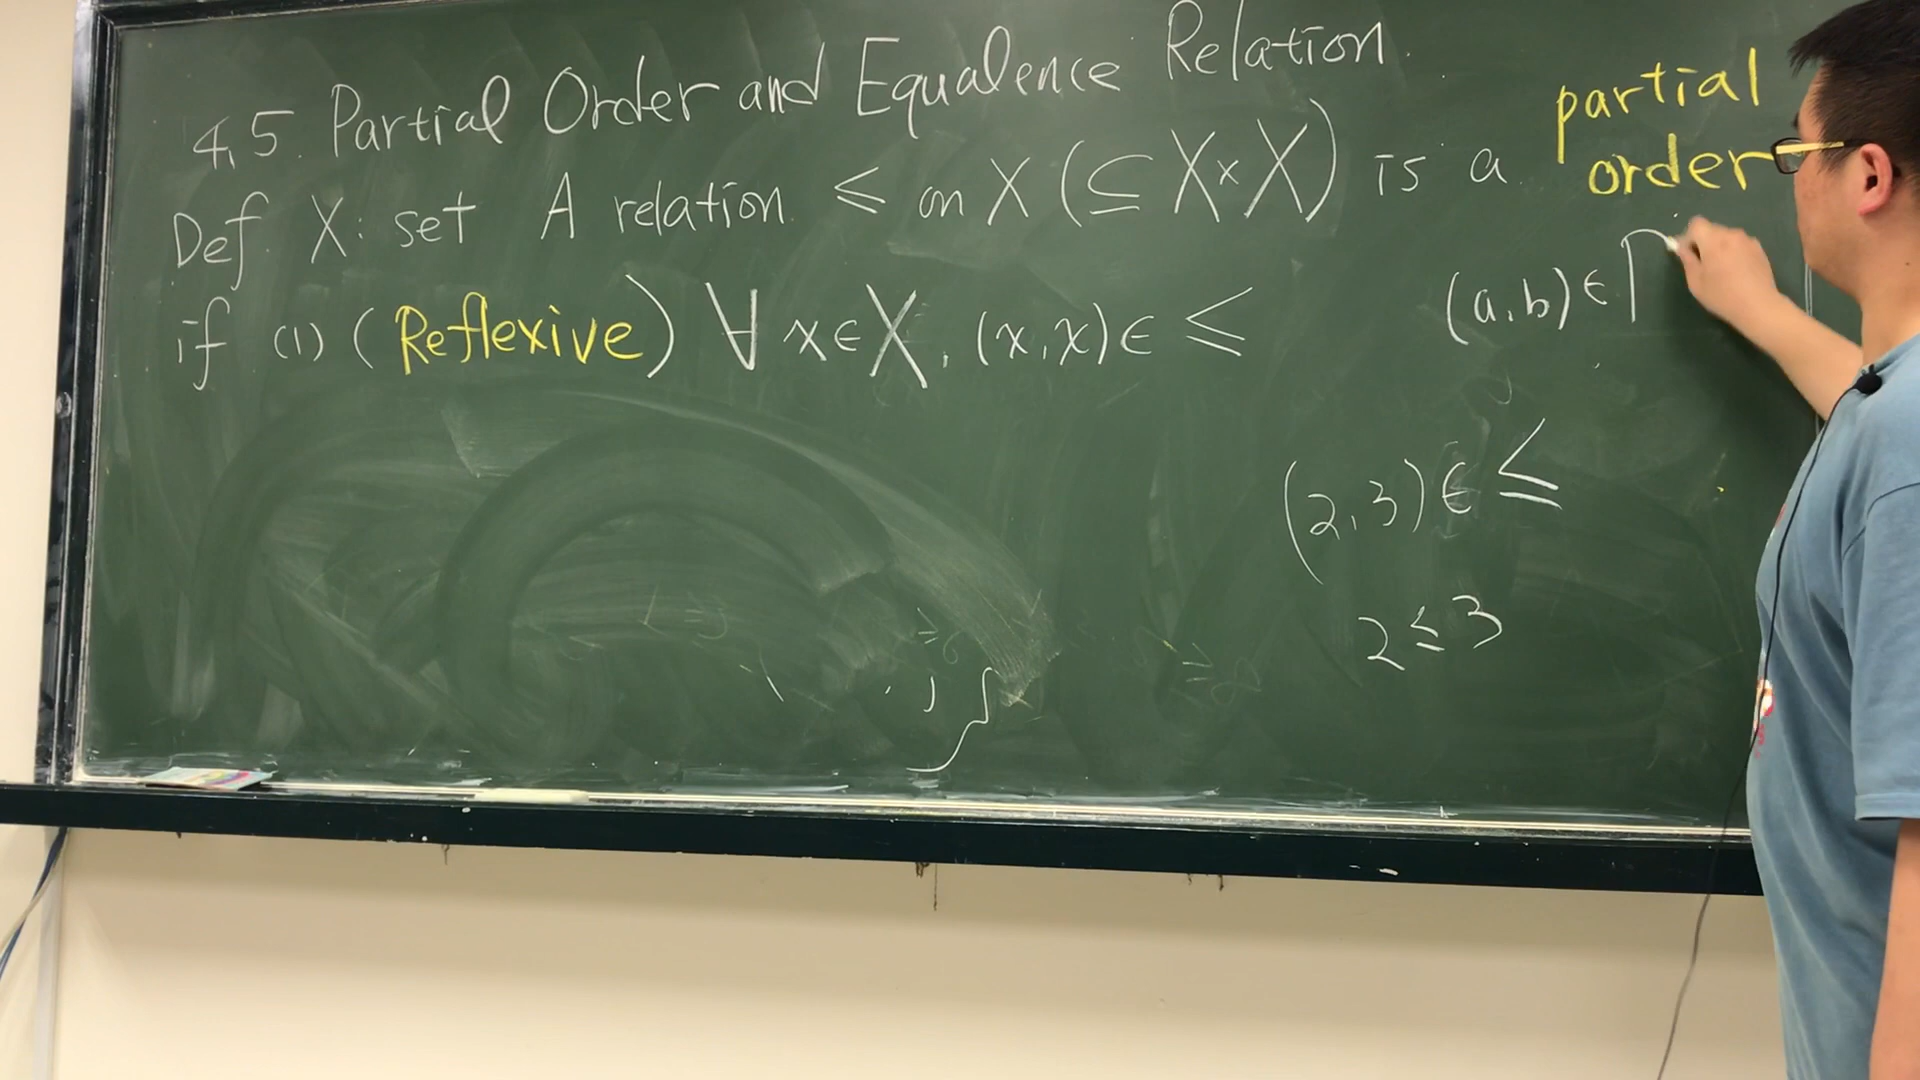 4.5. Partial Order and Equalence Relation.
Def. X: set A relation ≤ on X (⊆ X×X) is a partial order
if (1) (Reflexive) ∀x∈X, (x,x)∈ ≤
(a,b)∈
(2,3)∈ ≤
2≤3